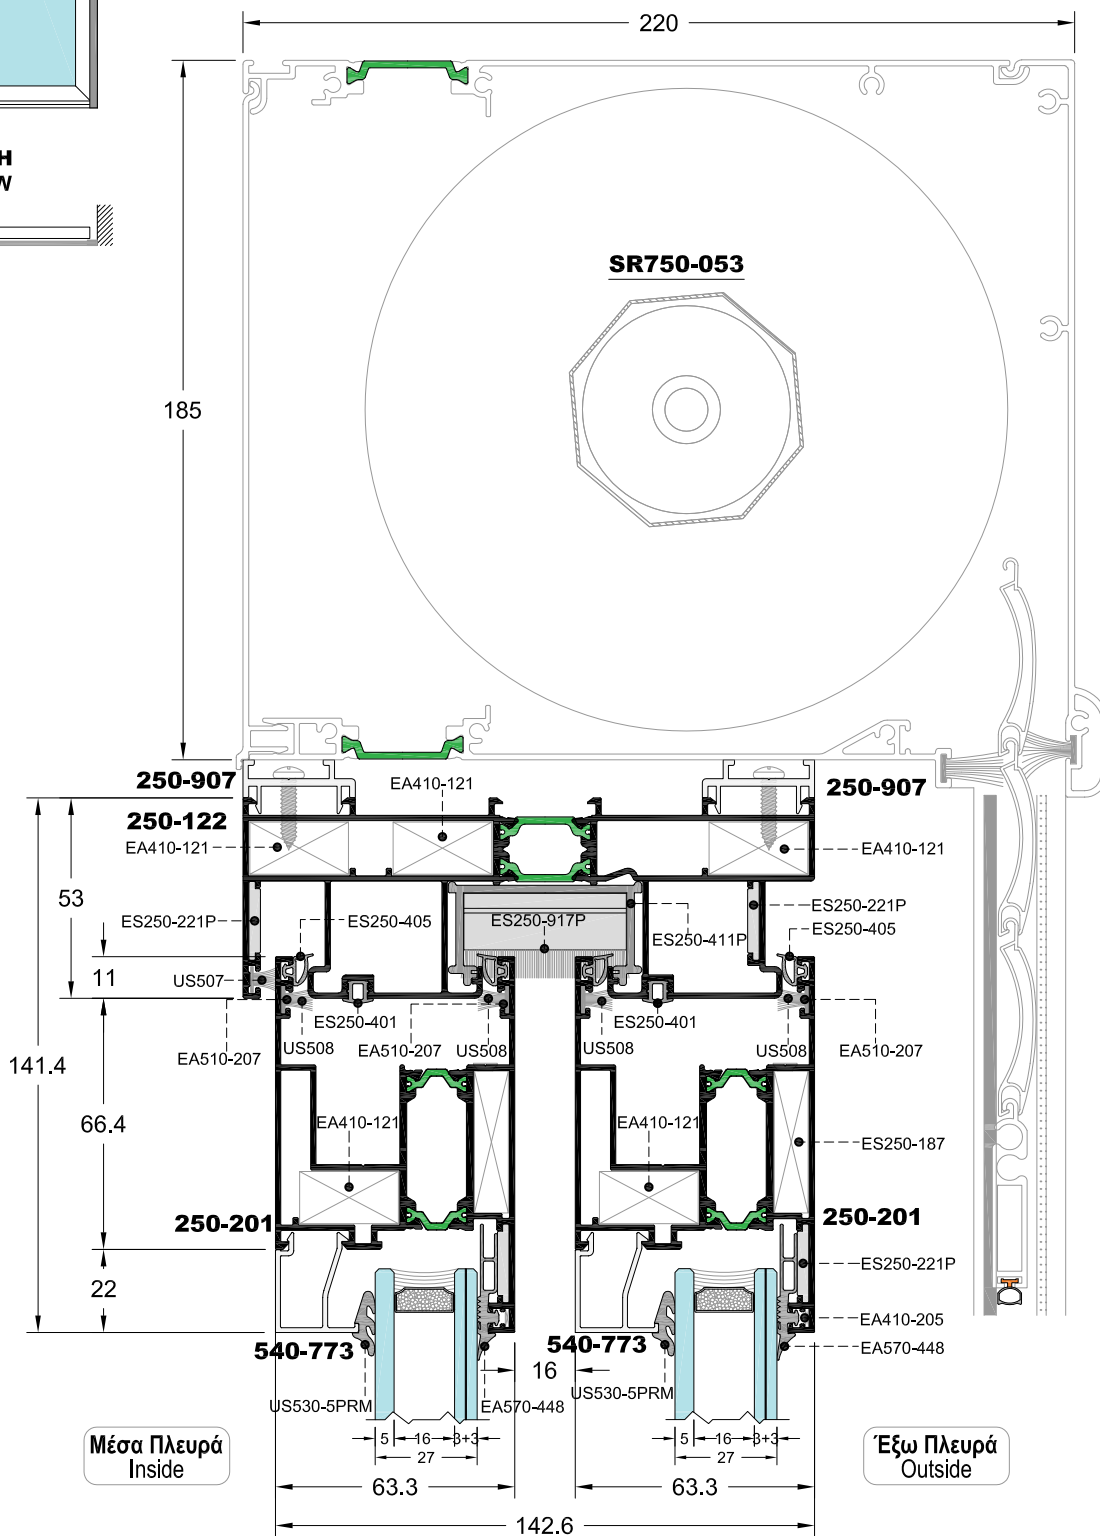 220
H
W
SR750-053
185
250-907
EA410-121
250-907
250-122
EA410-121
EA410-121
53
ES250-221P
ES250-405
ES250-917P
ES250-411P
ES250-221P
ES250-405
11
US507
ES250-401
ES250-401
EA510-207
US508
EA510-207
US508
US508
US508
EA510-207
141.4
66.4
EA410-121
EA410-121
ES250-187
250-201
250-201
22
ES250-221P
EA410-205
540-773
540-773
EA570-448
16
US530-5PRM
EA570-448
US530-5PRM
5
16
3+3
5
16
3+3
27
27
Μέσα Πλευρά
Inside
Έξω Πλευρά
Outside
63.3
63.3
142.6